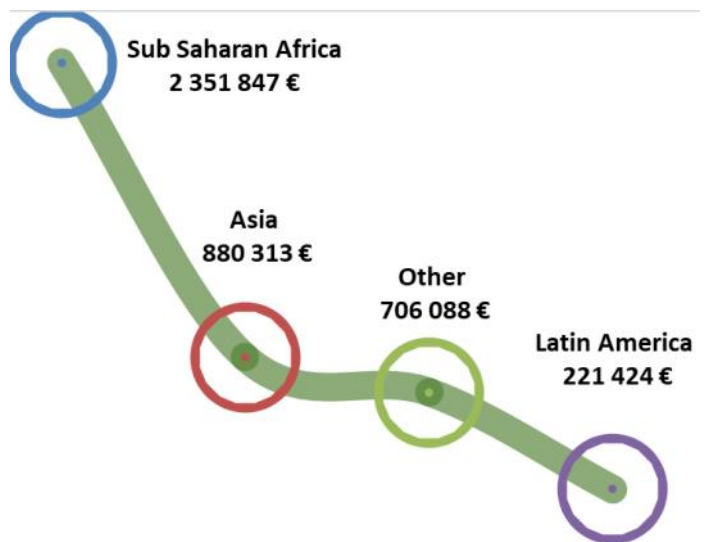 Sub Saharan Africa
2 351 847 €
Asia
880 313 €
Other
706 088 €
Latin America
221 424 €